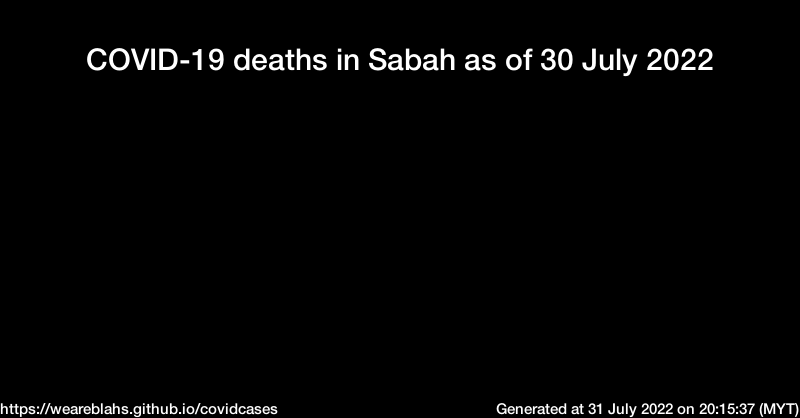 COVID-19 deaths in Sabah as of 30 July 2022
https://weareblahs.github.io/covidcases
Generated at 31 July 2022 on 20:15:37 (MYT)